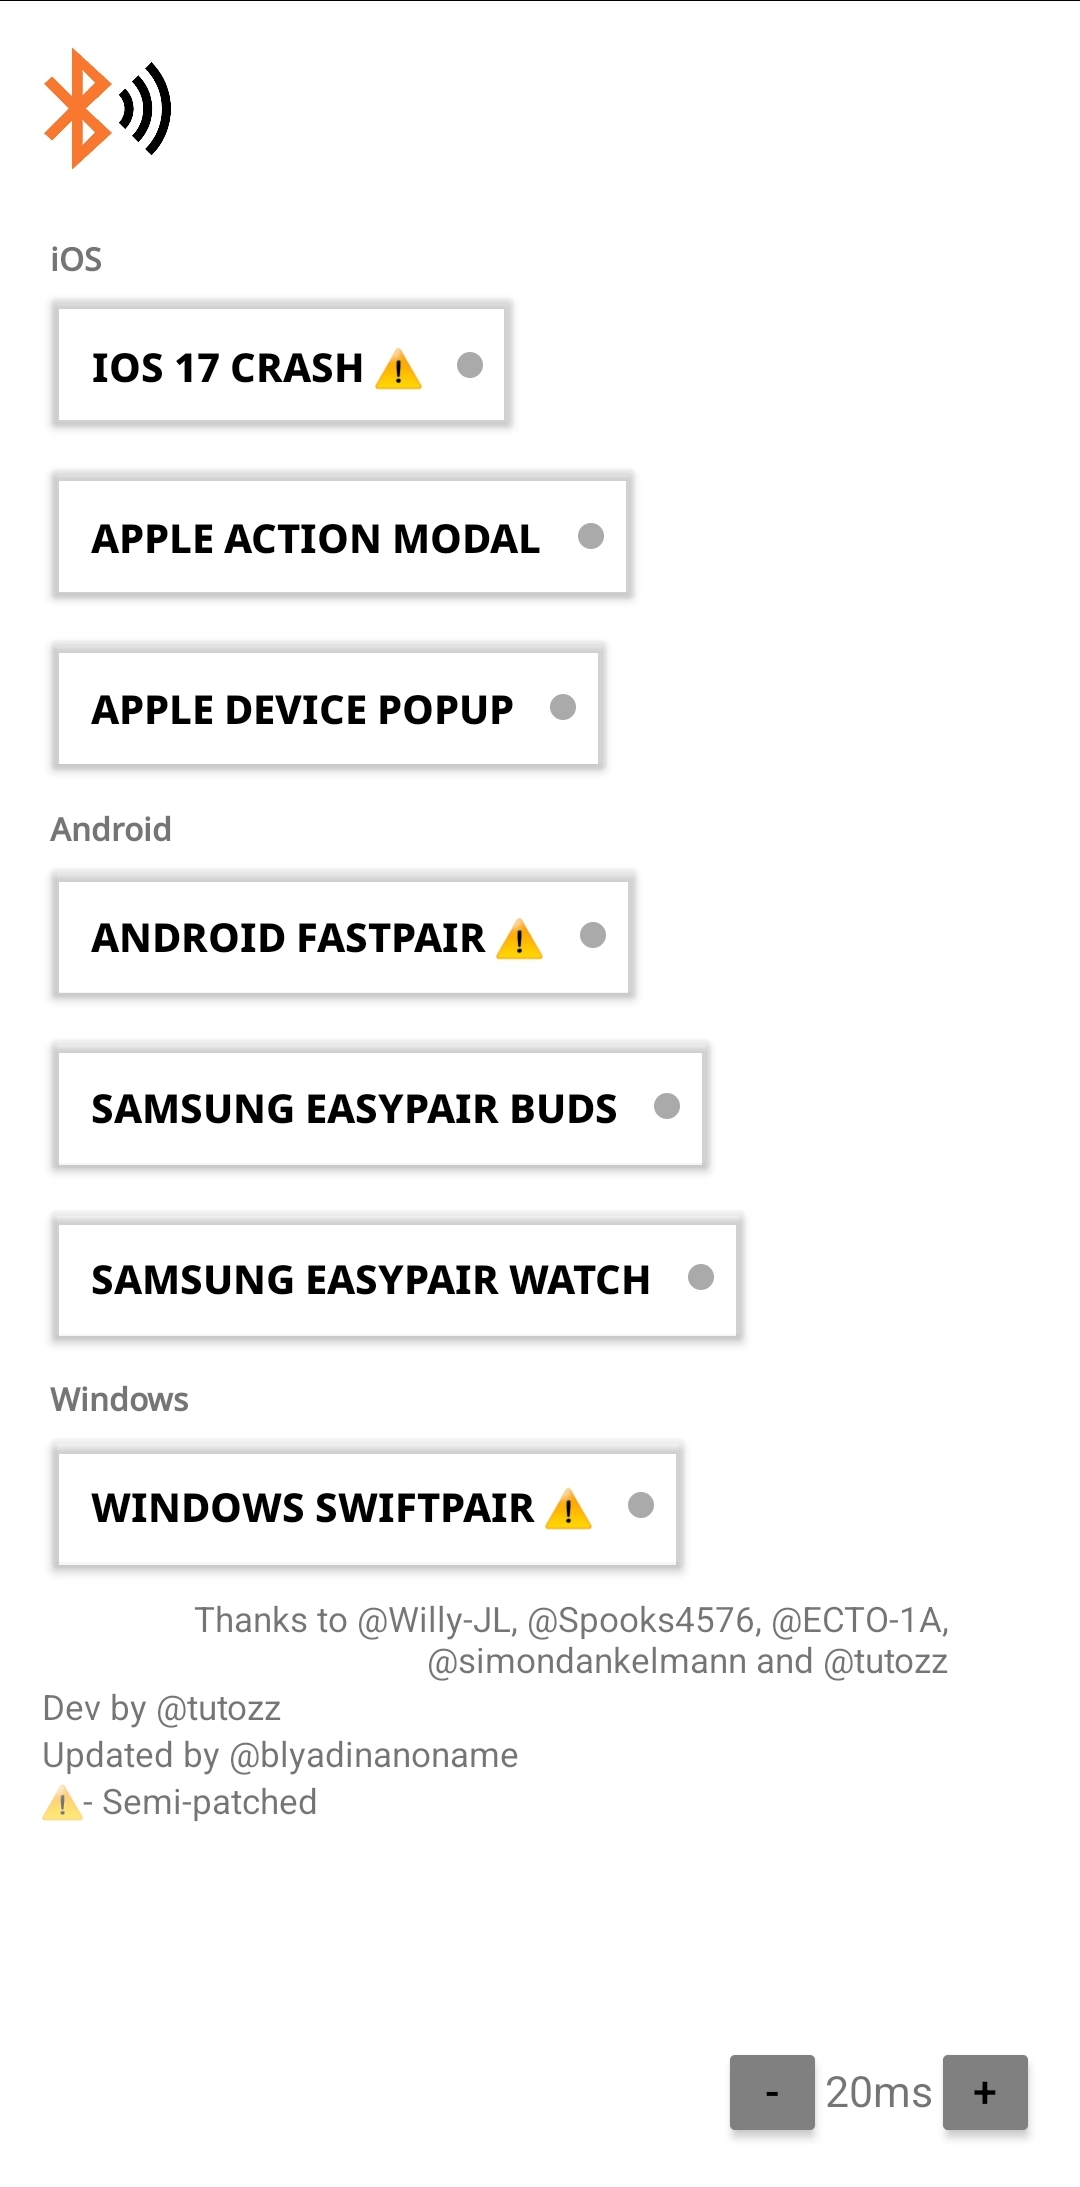 iOS
IOS 17 CRASH ⚠️
APPLE ACTION MODAL
APPLE DEVICE POPUP
Android
ANDROID FASTPAIR ⚠️
SAMSUNG EASYPAIR BUDS
SAMSUNG EASYPAIR WATCH
Windows
WINDOWS SWIFTPAIR ⚠️
Thanks to @Willy-JL, @Spooks4576, @ECTO-1A,
@simondankelmann and @tutozz
Dev by @tutozz
Updated by @blyadinanoname
⚠️- Semi-patched
- 20ms +